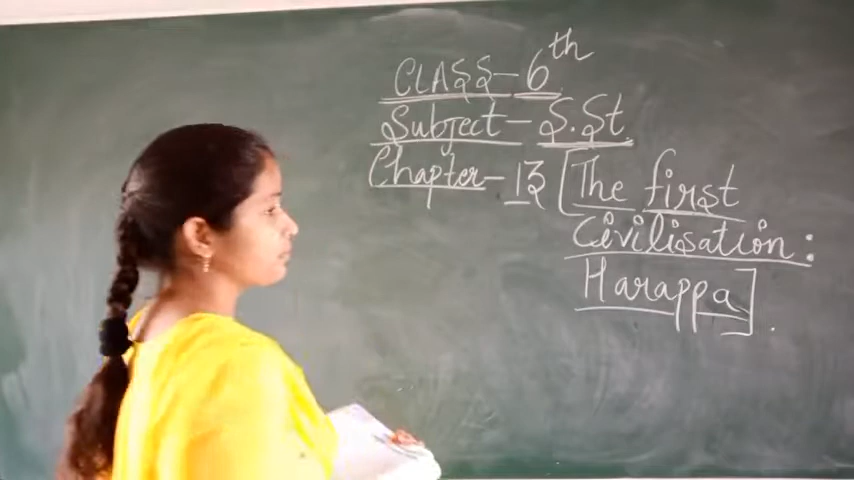 CLASS-6th
Subject-S.St
Chapter-13 [The first
Civilisation:
Harappa].